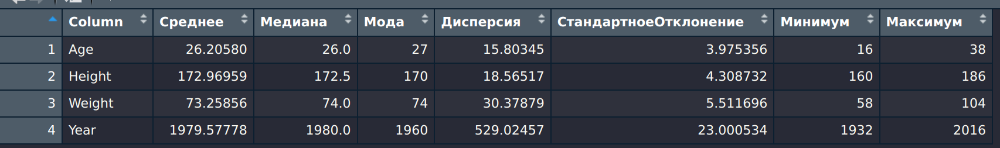 Column Среднее Медиана Мода Дисперсия СтандартноеОтклонение Минимум Максимум
1 Age 26.20580 26.0 27 15.80345 3.975356 16 38
2 Height 172.96959 172.5 170 18.56517 4.308732 160 186
3 Weight 73.25856 74.0 74 30.37879 5.511696 58 104
4 Year 1979.57778 1980.0 1960 529.02457 23.000534 1932 2016